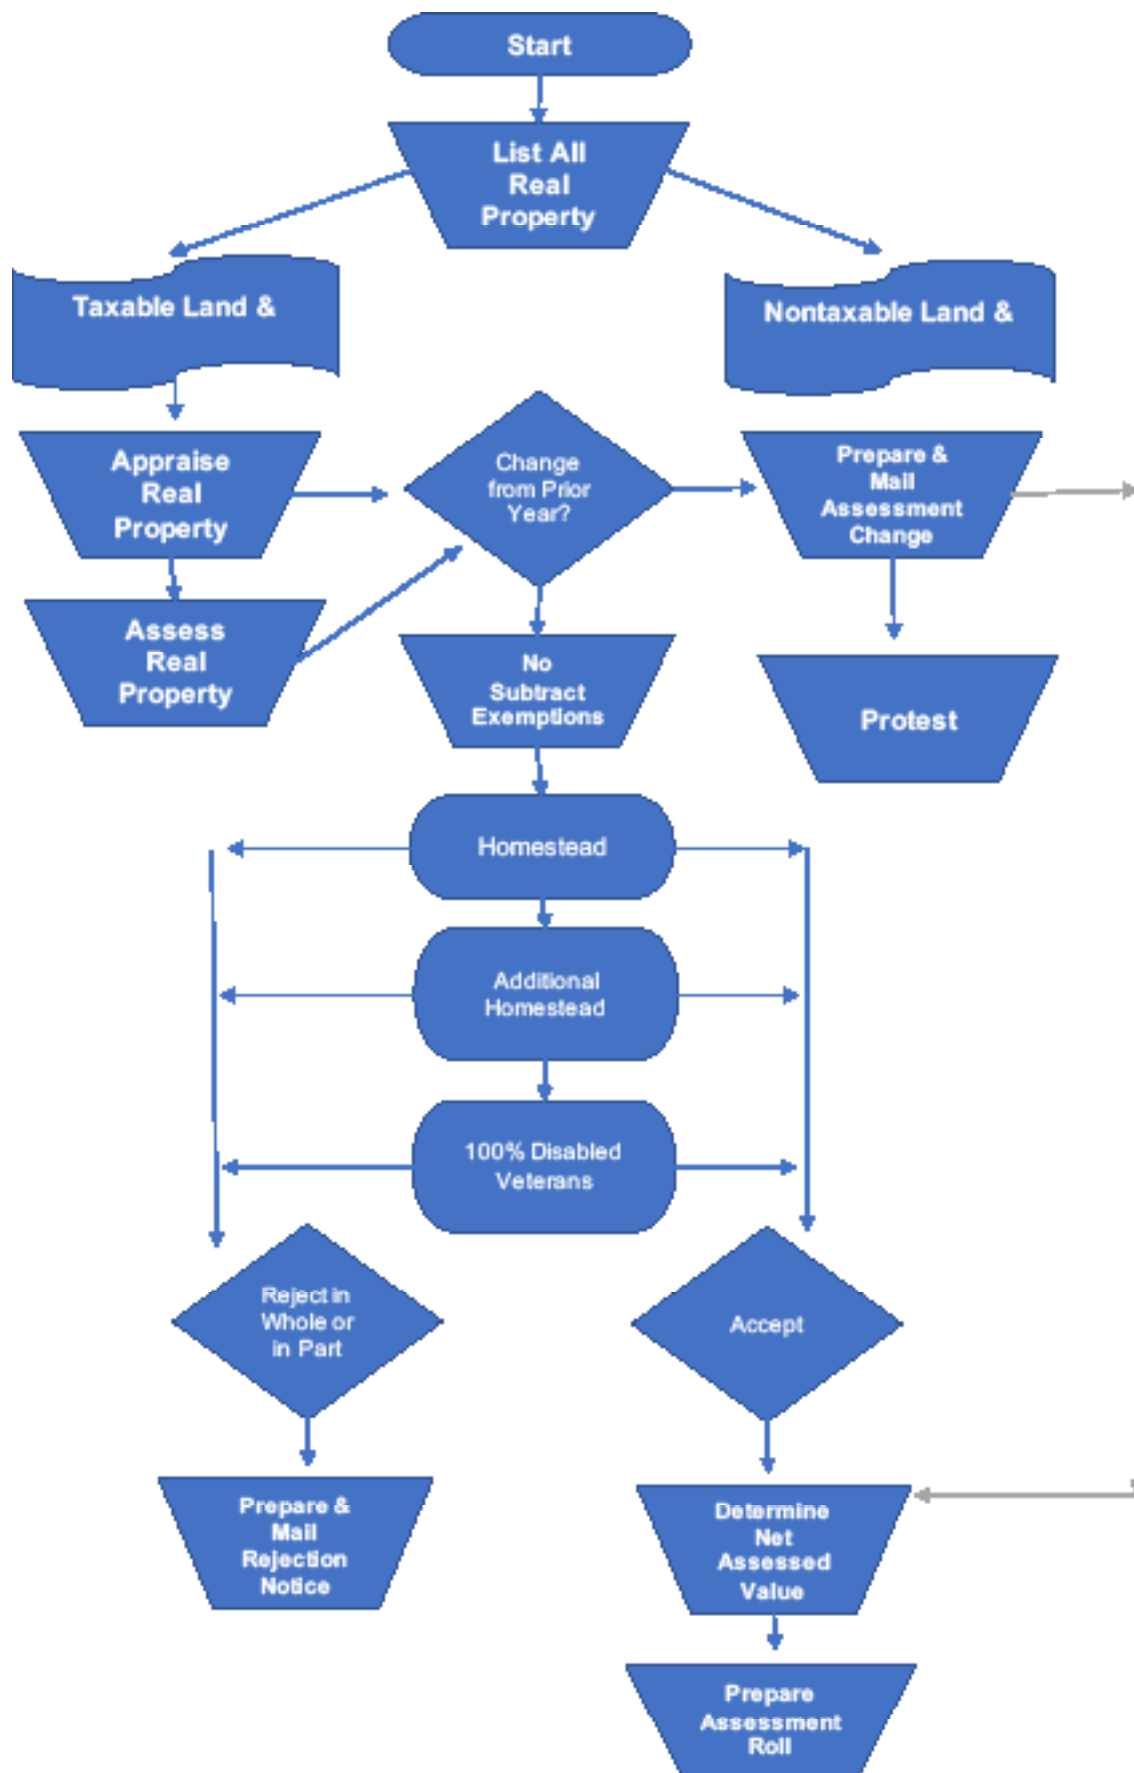 Start
List All
Real
Property
Taxable Land &
Nontaxable Land &
Appraise
Real
Property
Change
from Prior
Year?
Prepare &
Mail
Assessment
Change
Assess
Real
Property
No
Subtract
Exemptions
Protest
Homestead
Additional
Homestead
100% Disabled
Veterans
Reject in
Whole or
in Part
Accept
Prepare &
Mail
Rejection
Notice
Determine
Net
Assessed
Value
Prepare
Assessment
Roll